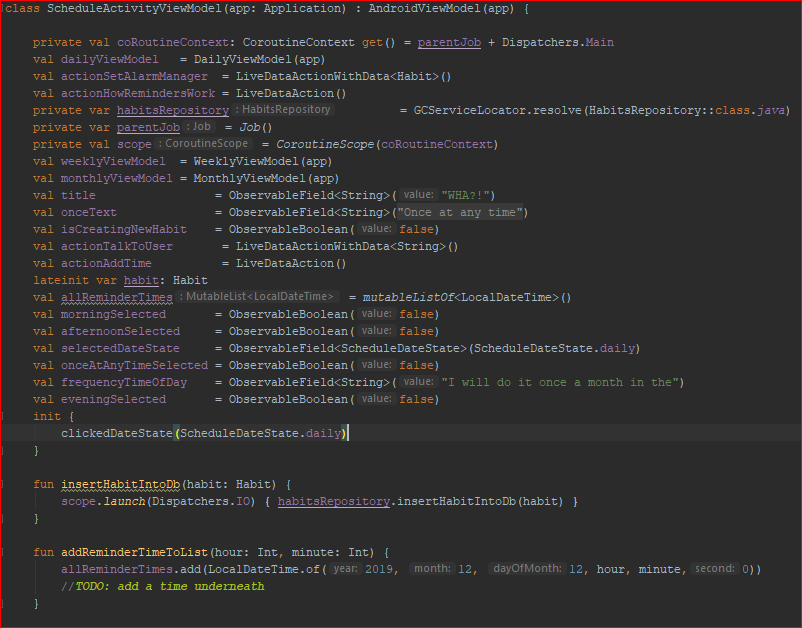 class ScheduleActivityViewModel(app: Application) : AndroidViewModel(app) {
private val coRoutineContext: CoroutineContext get() = parentJob + Dispatchers.Main
val dailyViewModel = DailyViewModel(app)
val actionSetAlarmManager = LiveDataActionWithData<Habit>()
val actionHowRemindersWork = LiveDataAction()
private var habitsRepository : HabitsRepository = GCServiceLocator.resolve(HabitsRepository::class.java)
private var parentJob : Job = Job()
private val scope : CoroutineScope = CoroutineScope(coRoutineContext)
val weeklyViewModel = WeeklyViewModel(app)
val monthlyViewModel = MonthlyViewModel(app)
val title = ObservableField<String>( value: "WHA?!")
val onceText = ObservableField<String>("Once at any time")
val isCreatingNewHabit = ObservableBoolean( value: false)
val actionTalkToUser = LiveDataActionWithData<String>()
val actionAddTime = LiveDataAction()
lateinit var habit: Habit
val allReminderTimes : MutableList<LocalDateTime> = mutableListOf<LocalDateTime>()
val morningSelected = ObservableBoolean( value: false)
val afternoonSelected = ObservableBoolean( value: false)
val selectedDateState = ObservableField<ScheduleDateState>(ScheduleDateState.daily)
val onceAtAnyTimeSelected = ObservableBoolean( value: false)
val frequencyTimeOfDay = ObservableField<String>( value: "I will do it once a month in the")
val eveningSelected = ObservableBoolean( value: false)
init {
clickedDateState(ScheduleDateState.daily)
}
fun insertHabitIntoDb(habit: Habit) {
scope.launch(Dispatchers.IO) { habitsRepository.insertHabitIntoDb(habit) }
}
fun addReminderTimeToList(hour: Int, minute: Int) {
allReminderTimes.add(LocalDateTime.of( year: 2019, month: 12, dayOfMonth: 12, hour, minute, second: 0))
//TODO: add a time underneath
}